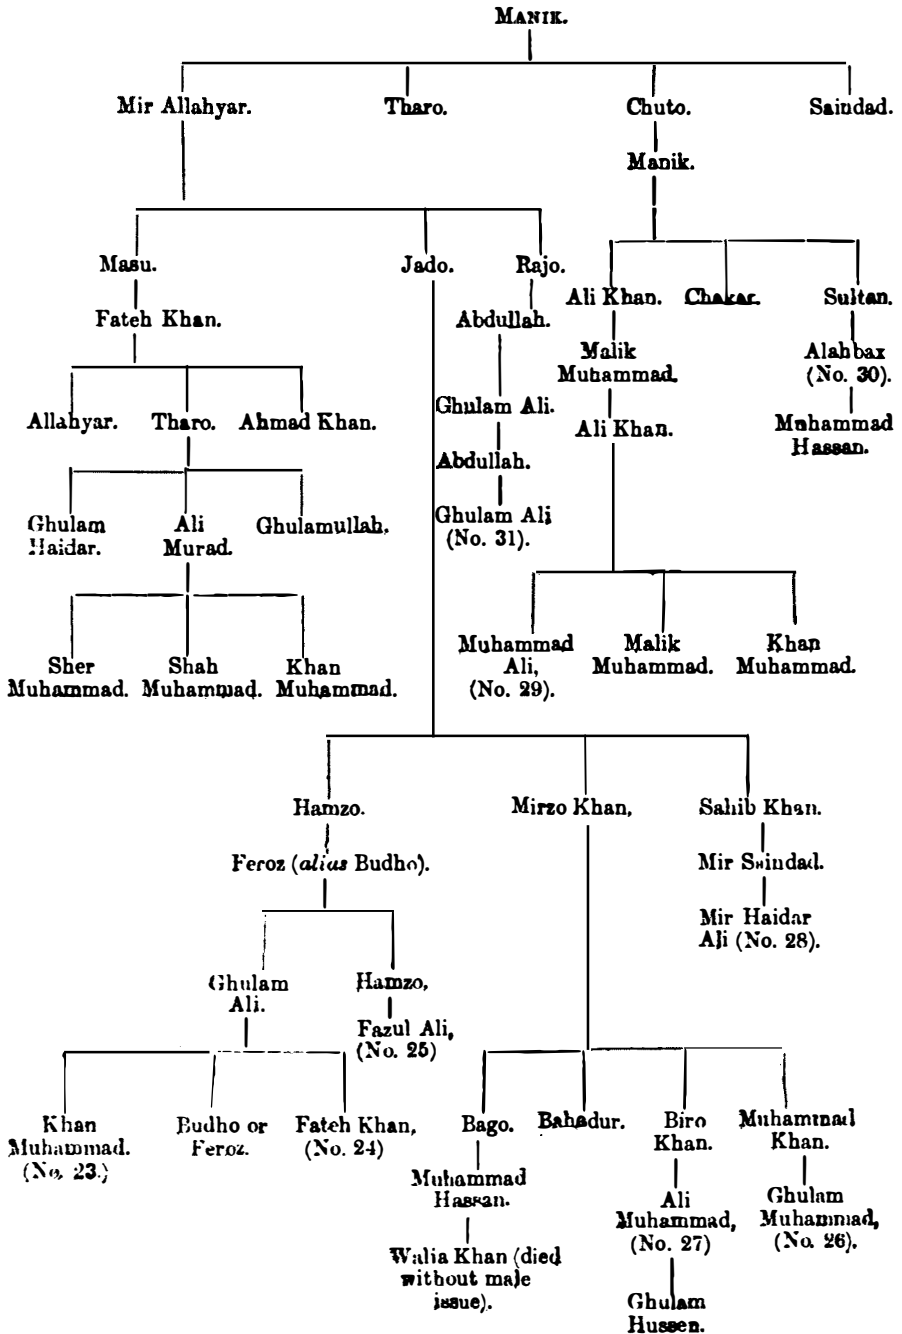 MANIK.
Mir Allahyar. Tharo. Chuto. Saindad.
Manik.
Masu. Jado. Rajo.
Ali Khan. Chakar. Sultan.
Fateh Khan. Abdullah.
Malik
Muhammad.
Alahbax
(No. 30).
Allahyar. Tharo. Ahmad Khan.
Ghulam Ali.
Ali Khan.
Muhammad
Hassan.
Abdullah.
Ghulam
Haidar.
Ali
Murad.
Ghulamullah.
Ghulam Ali
(No. 31).
Sher
Muhammad.
Shah
Muhammad.
Khan
Muhammad.
Muhammad
Ali,
(No. 29).
Malik
Muhammad.
Khan
Muhammad.
Hamzo. Mirzo Khan, Sahib Khan.
Feroz (alias Budho). Mir Saindad.
Mir Haidar
Ali (No. 28).
Ghulam
Ali.
Hamzo,
Fazul Ali,
(No. 25)
Khan
Muhammad.
(No. 23.)
Budho or
Feroz.
Fateh Khan,
(No. 24)
Bago. Bahadur.
Biro
Khan.
Muhammad
Khan.
Muhammad
Hassan.
Ali
Muhammad,
(No. 27)
Ghulam
Muhammad,
(No. 26).
Walia Khan (died
without male
issue).
Ghulam
Hussen.